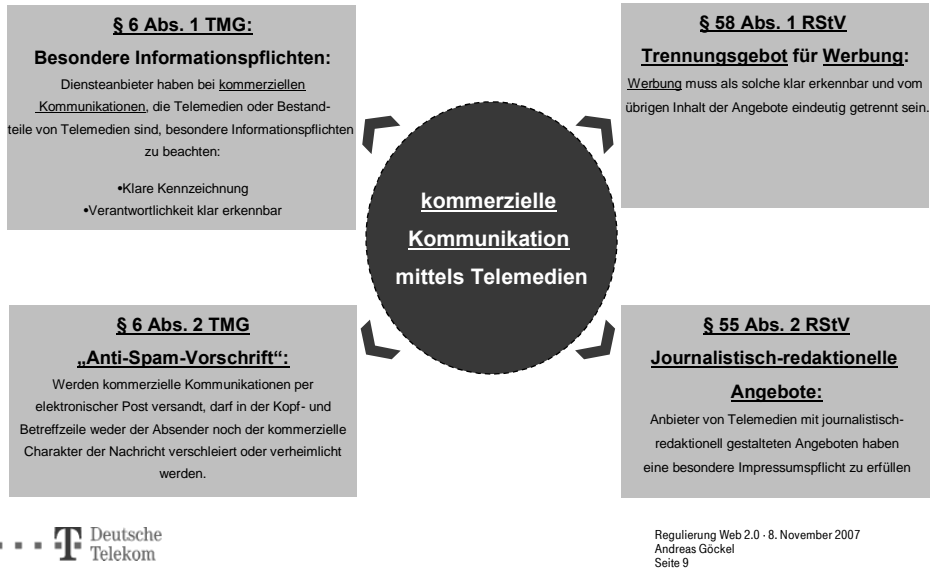 § 6 Abs. 1 TMG:
Besondere Informationspflichten:
Diensteanbieter haben bei kommerziellen
Kommunikationen, die Telemedien oder Bestand-
teile von Telemedien sind, besondere Informationspflichten
zu beachten:
•Klare Kennzeichnung
•Verantwortlichkeit klar erkennbar
§ 58 Abs. 1 RStV
Trennungsgebot für Werbung:
Werbung muss als solche klar erkennbar und vom
übrigen Inhalt der Angebote eindeutig getrennt sein.
kommerzielle
Kommunikation
mittels Telemedien
§ 6 Abs. 2 TMG
„Anti-Spam-Vorschrift“:
Werden kommerzielle Kommunikationen per
elektronischer Post versandt, darf in der Kopf- und
Betreffzeile weder der Absender noch der kommerzielle
Charakter der Nachricht verschleiert oder verheimlicht
werden.
§ 55 Abs. 2 RStV
Journalistisch-redaktionelle
Angebote:
Anbieter von Telemedien mit journalistisch-
redaktionell gestalteten Angeboten haben
eine besondere Impressumspflicht zu erfüllen
T Deutsche
Telekom
Regulierung Web 2.0 · 8. November 2007
Andreas Göckel
Seite 9